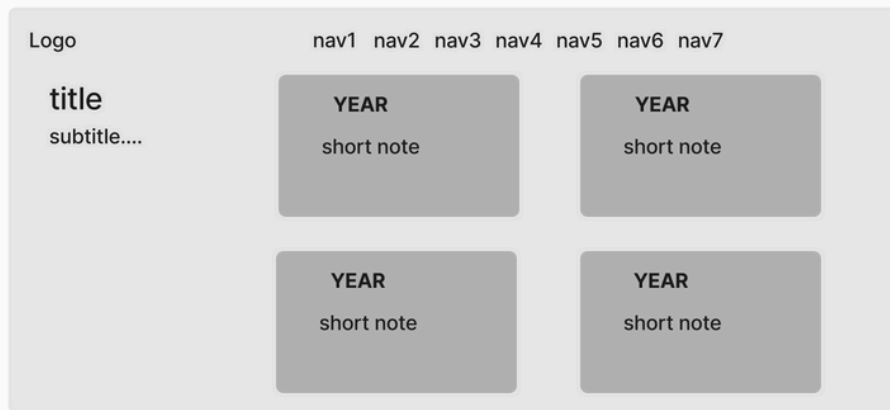 Logo
nav1 nav2 nav3 nav4 nav5 nav6 nav7
title
subtitle....
YEAR
short note
YEAR
short note
YEAR
short note
YEAR
short note